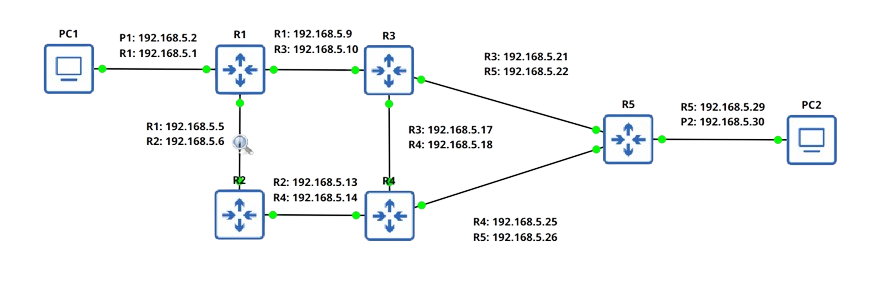 PC1
P1: 192.168.5.2
R1: 192.168.5.1
R1
R1: 192.168.5.9
R3: 192.168.5.10
R3
R3: 192.168.5.21
R5: 192.168.5.22
R5
R5: 192.168.5.29
P2: 192.168.5.30
PC2
R1: 192.168.5.5
R2: 192.168.5.6
R3: 192.168.5.17
R4: 192.168.5.18
R2
R2: 192.168.5.13
R4: 192.168.5.14
R4
R4: 192.168.5.25
R5: 192.168.5.26